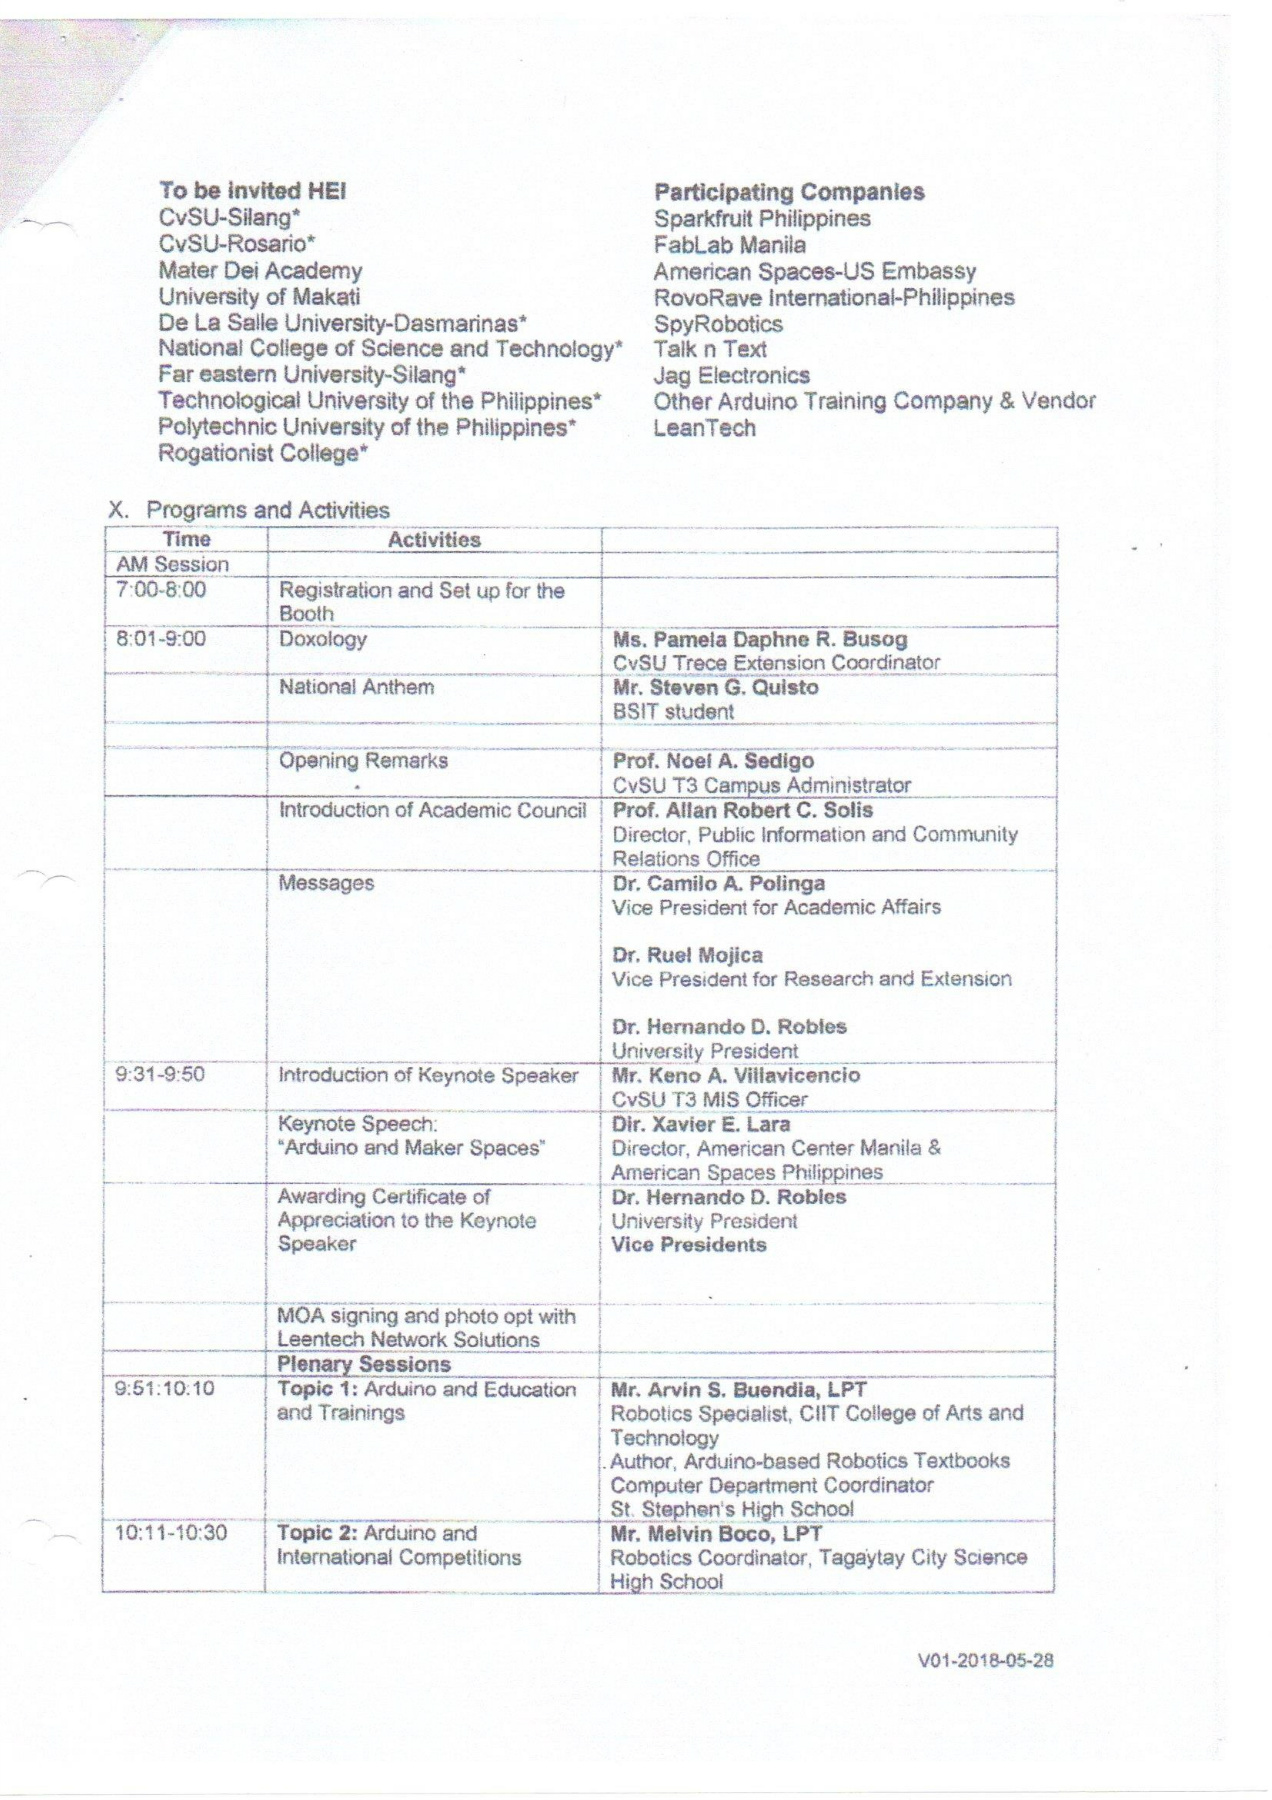 To be invited HEI
CvSU-Silang*
CvSU-Rosario*
Mater Dei Academy
University of Makati
De La Salle University-Dasmarinas*
National College of Science and Technology*
Far eastern University-Silang*
Technological University of the Philippines*
Polytechnic University of the Philippines*
Rogationist College*
Participating Companies
Sparkfruit Philippines
FabLab Manila
American Spaces-US Embassy
RovoRave International-Philippines
SpyRobotics
Talk n Text
Jag Electronics
Other Arduino Training Company & Vendor
LeanTech
X. Programs and Activities
Time Activities
AM Session
7:00-8:00 Registration and Set up for the
Booth
8:01-9:00 Doxology Ms. Pamela Daphne R. Busog
CvSU Trece Extension Coordinator
National Anthem Mr. Steven G. Quisto
BSIT student
Opening Remarks Prof. Noel A. Sedigo
CvSU T3 Campus Administrator
Introduction of Academic Council Prof. Allan Robert C. Solis
Director, Public Information and Community
Relations Office
Messages Dr. Camilo A. Polinga
Vice President for Academic Affairs
Dr. Ruel Mojica
Vice President for Research and Extension
Dr. Hernando D. Robles
University President
9:31-9:50 Introduction of Keynote Speaker Mr. Keno A. Villavicencio
CvSU T3 MIS Officer
Keynote Speech: Dir. Xavier E. Lara
"Arduino and Maker Spaces" Director, American Center Manila &
American Spaces Philippines
Awarding Certificate of Dr. Hernando D. Robles
Appreciation to the Keynote University President
Speaker Vice Presidents
MOA signing and photo opt with
Leentech Network Solutions
Plenary Sessions
9:51:10:10 Topic 1: Arduino and Education Mr. Arvin S. Buendia, LPT
and Trainings Robotics Specialist, CIIT College of Arts and
Technology
Author, Arduino-based Robotics Textbooks
Computer Department Coordinator
St. Stephen's High School
10:11-10:30 Topic 2: Arduino and Mr. Melvin Boco, LPT
International Competitions Robotics Coordinator, Tagaytay City Science
High School
V01-2018-05-28